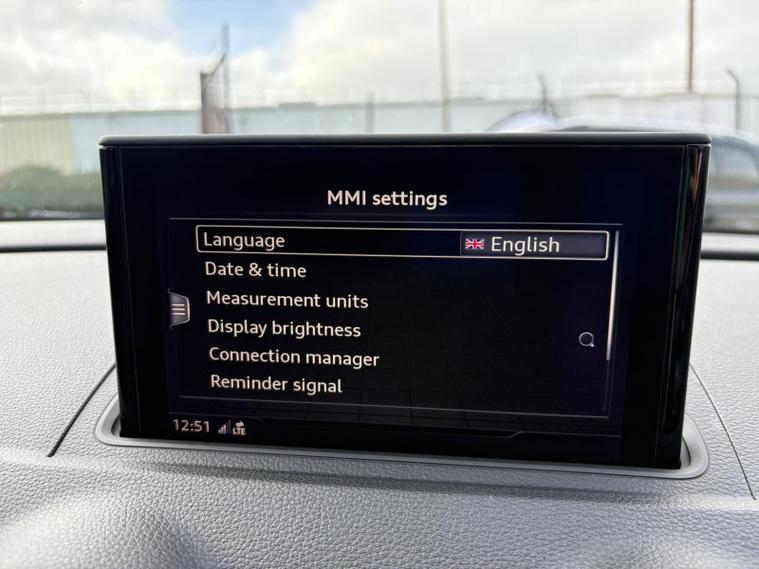 MMI settings
Language English
Date & time
Measurement units
Display brightness
Connection manager
Reminder signal
12:51 LTE